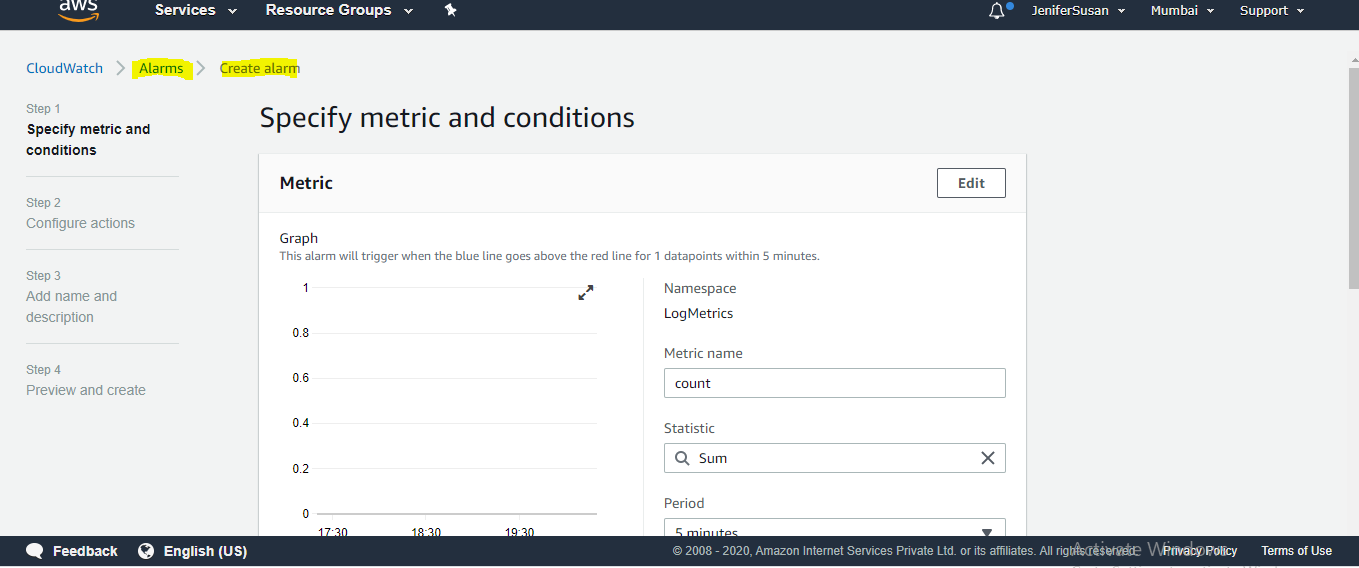 aws Services Resource Groups JeniferSusan Mumbai Support
CloudWatch Alarms Create alarm
Step 1
Specify metric and
conditions
Step 2
Configure actions
Step 3
Add name and
description
Step 4
Preview and create
Specify metric and conditions
Metric
Edit
Graph
This alarm will trigger when the blue line goes above the red line for 1 datapoints within 5 minutes.
1
0.8
0.6
0.4
0.2
0
17:30 18:30 19:30
Namespace
LogMetrics
Metric name
count
Statistic
Sum
Period
5 minutes
Feedback English (US) © 2008 - 2020, Amazon Internet Services Private Ltd. or its affiliates. All rights reserved. Privacy Policy Terms of Use
Activate Windows